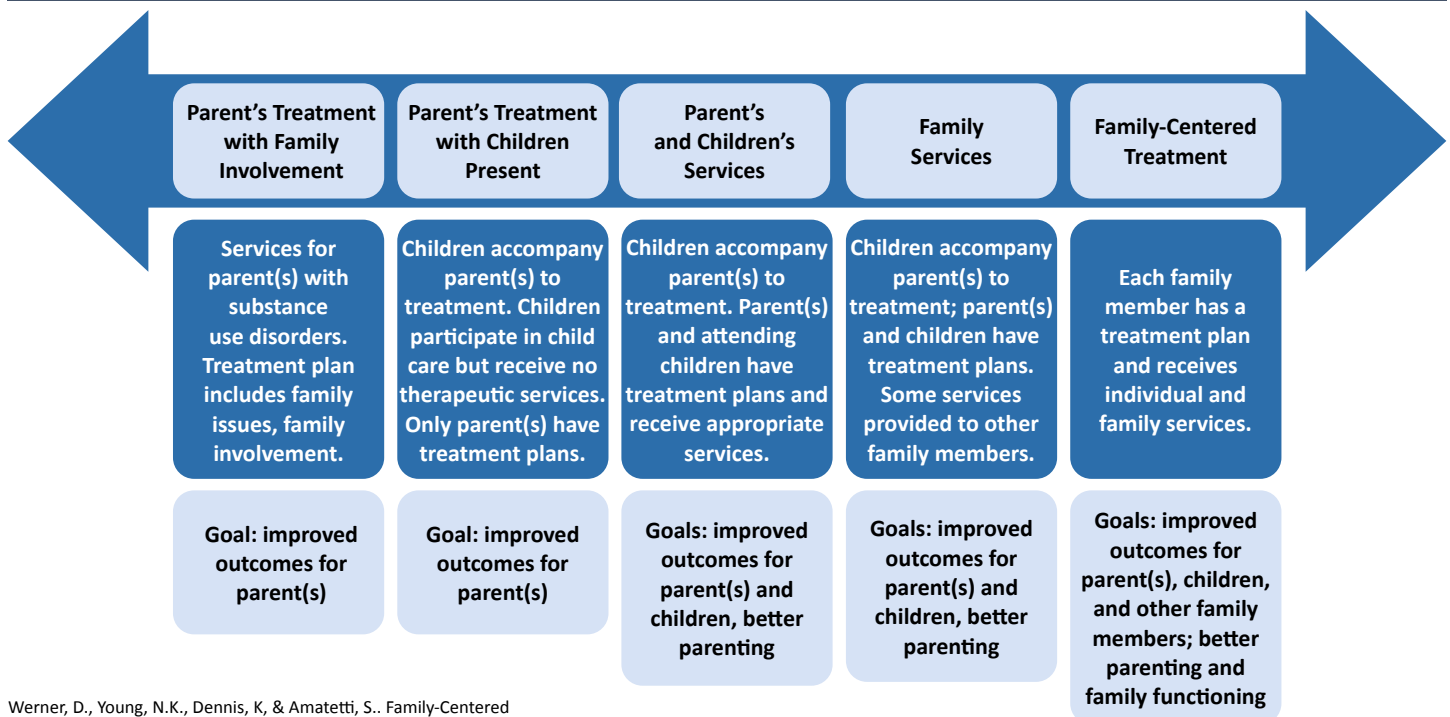 Parent’s Treatment
with Family
Involvement
Parent’s Treatment
with Children
Present
Parent’s
and Children’s
Services
Family
Services
Family-Centered
Treatment
Services for
parent(s) with
substance
use disorders.
Treatment plan
includes family
issues, family
involvement.
Children accompany
parent(s) to
treatment. Children
participate in child
care but receive no
therapeutic services.
Only parent(s) have
treatment plans.
Children accompany
parent(s) to
treatment. Parent(s)
and attending
children have
treatment plans and
receive appropriate
services.
Children accompany
parent(s) to
treatment; parent(s)
and children have
treatment plans.
Some services
provided to other
family members.
Each family
member has a
treatment plan
and receives
individual and
family services.
Goal: improved
outcomes for
parent(s)
Goal: improved
outcomes for
parent(s)
Goals: improved
outcomes for
parent(s) and
children, better
parenting
Goals: improved
outcomes for
parent(s) and
children, better
parenting
Goals: improved
outcomes for
parent(s), children,
and other family
members; better
parenting and
family functioning
Werner, D., Young, N.K., Dennis, K, & Amatetti, S.. Family-Centered